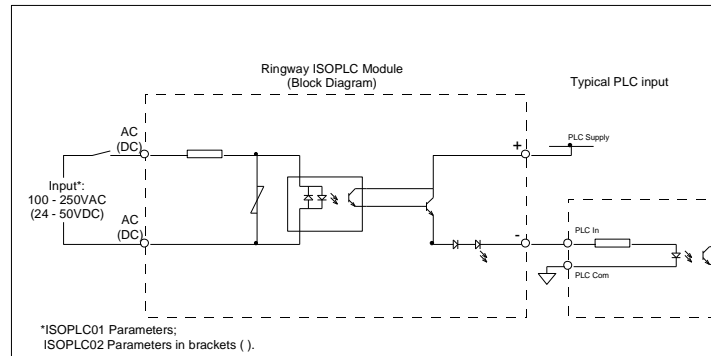 Ringway ISOPLC Module
(Block Diagram)
Typical PLC input
AC
(DC)
+
PLC Supply
Input*:
100 - 250VAC
(24 - 50VDC)
AC
(DC)
-
PLC In
PLC Com
*ISOPLC01 Parameters;
ISOPLC02 Parameters in brackets ( ).